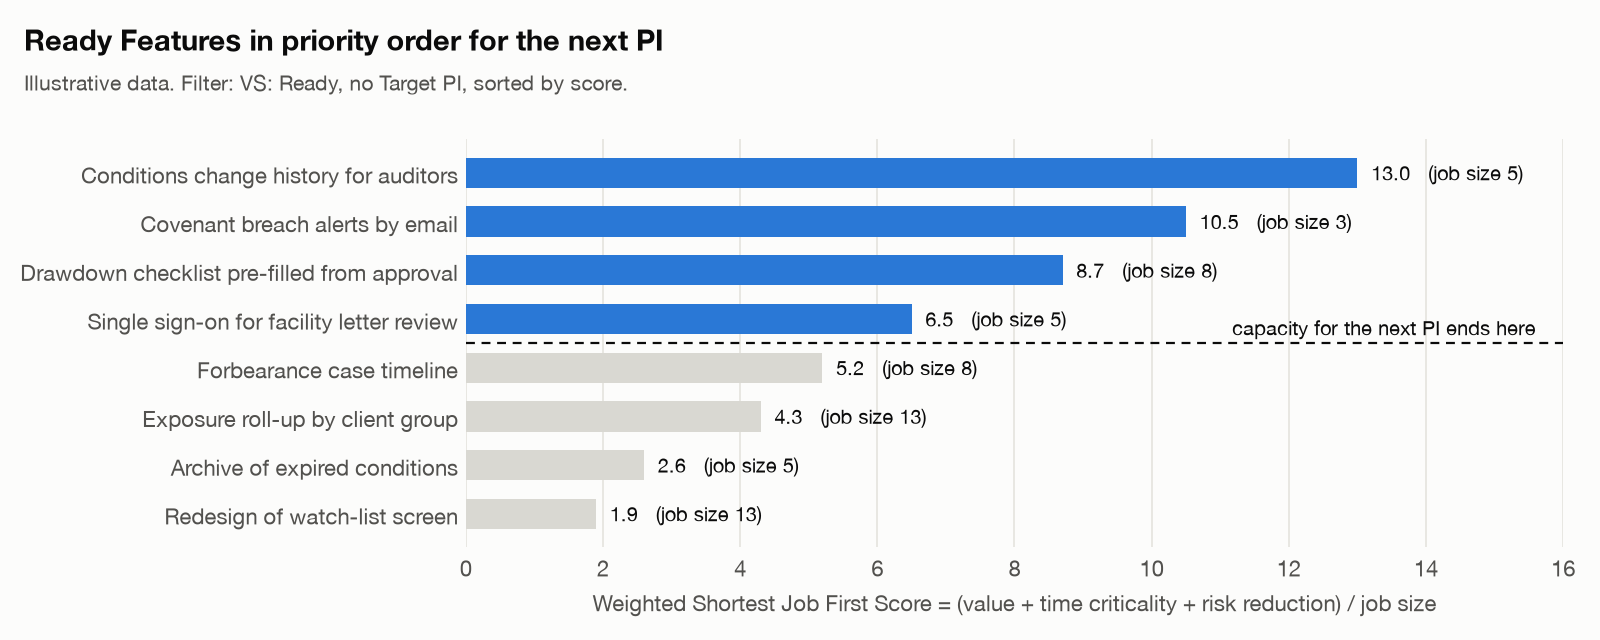 Ready Features in priority order for the next PI
Illustrative data. Filter: VS: Ready, no Target PI, sorted by score.
Conditions change history for auditors 13.0 (job size 5)
Covenant breach alerts by email 10.5 (job size 3)
Drawdown checklist pre-filled from approval 8.7 (job size 8)
Single sign-on for facility letter review 6.5 (job size 5)
capacity for the next PI ends here
Forbearance case timeline 5.2 (job size 8)
Exposure roll-up by client group 4.3 (job size 13)
Archive of expired conditions 2.6 (job size 5)
Redesign of watch-list screen 1.9 (job size 13)
0 2 4 6 8 10 12 14 16
Weighted Shortest Job First Score = (value + time criticality + risk reduction) / job size